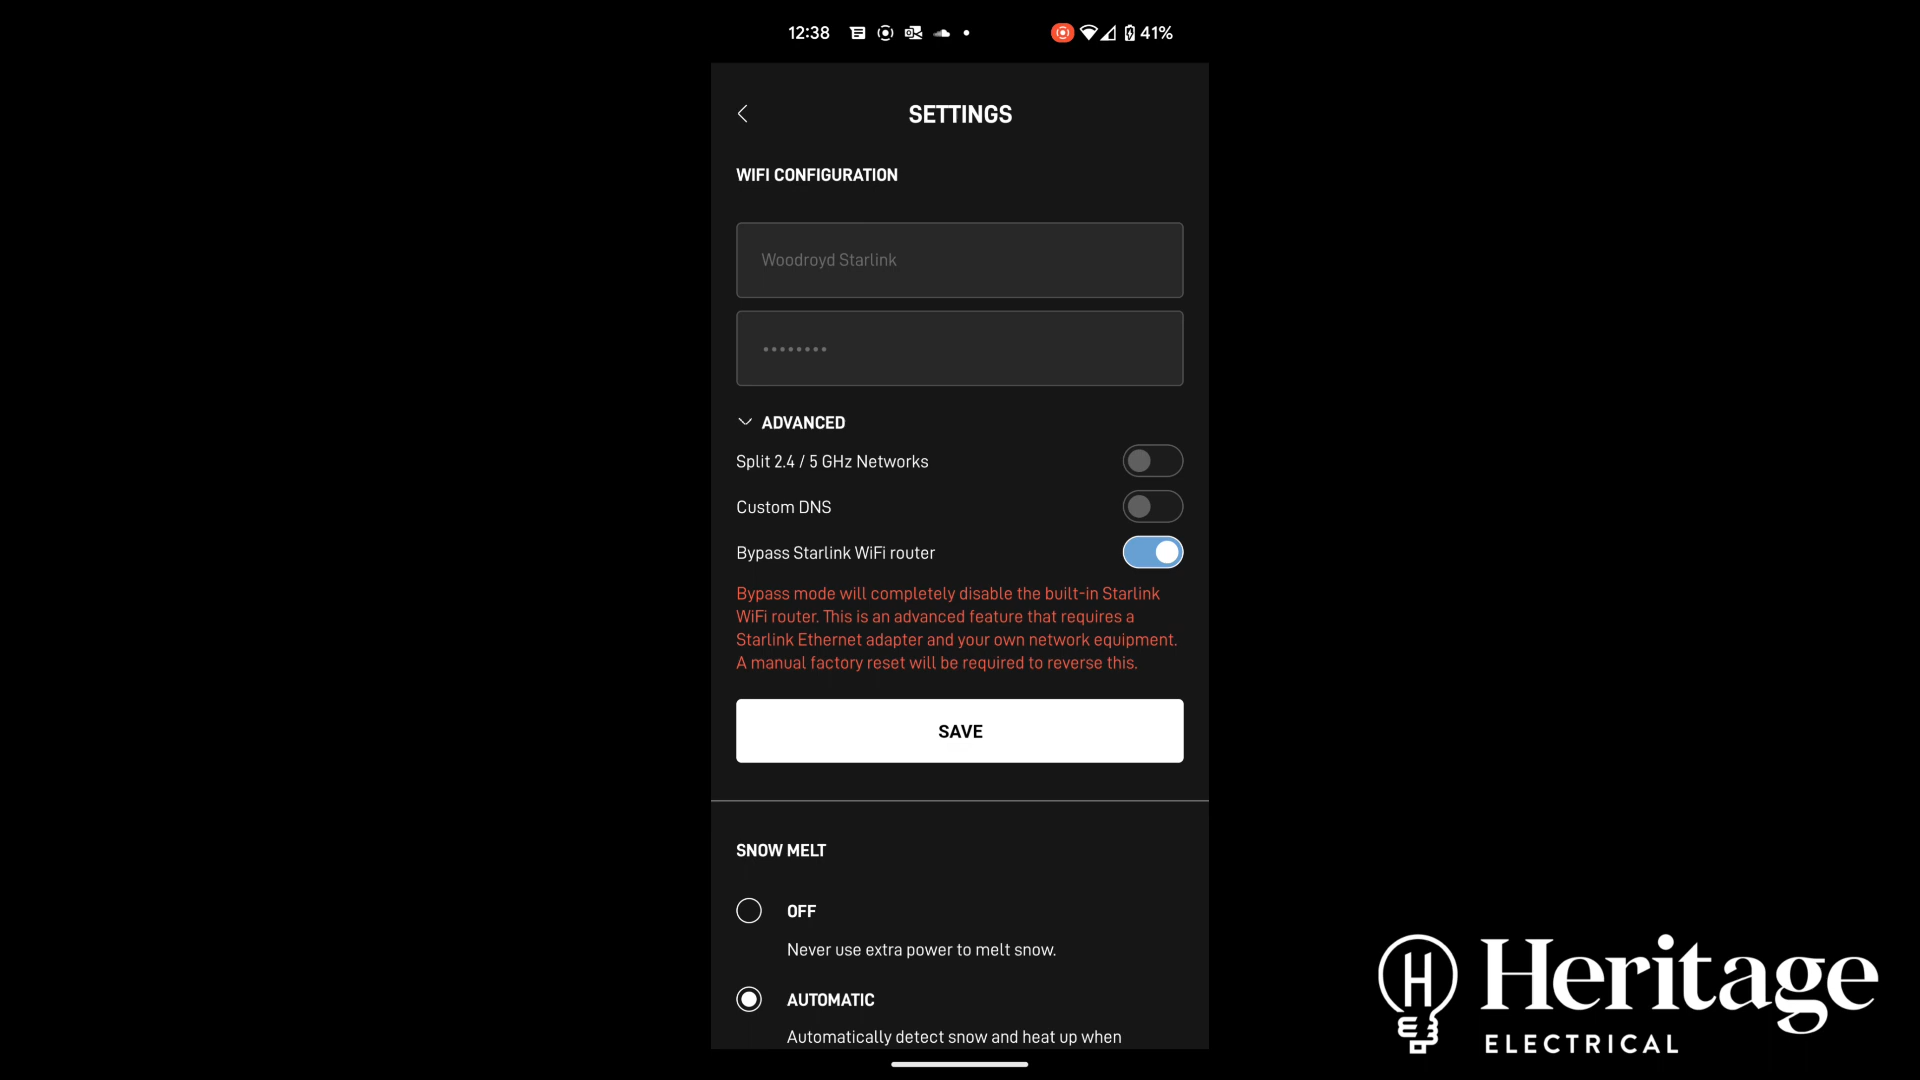 12:38
41%
SETTINGS
WIFI CONFIGURATION
Woodroyd Starlink
••••••••
ADVANCED
Split 2.4 / 5 GHz Networks
Custom DNS
Bypass Starlink WiFi router
Bypass mode will completely disable the built-in Starlink
WiFi router. This is an advanced feature that requires a
Starlink Ethernet adapter and your own network equipment.
A manual factory reset will be required to reverse this.
SAVE
SNOW MELT
OFF
Never use extra power to melt snow.
AUTOMATIC
Automatically detect snow and heat up when
H Heritage
ELECTRICAL